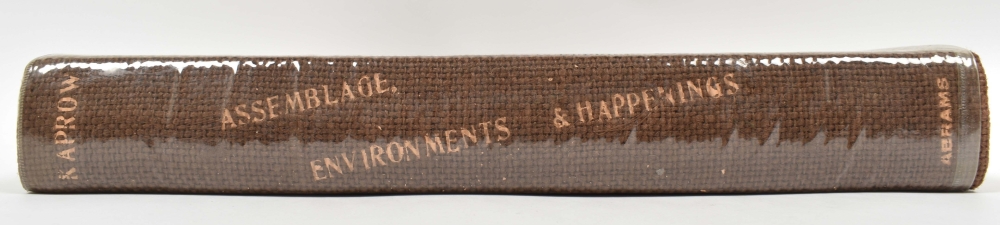 KAPROW
ASSEMBLAGE,
ENVIRONMENTS
& HAPPENINGS
ABRAMS